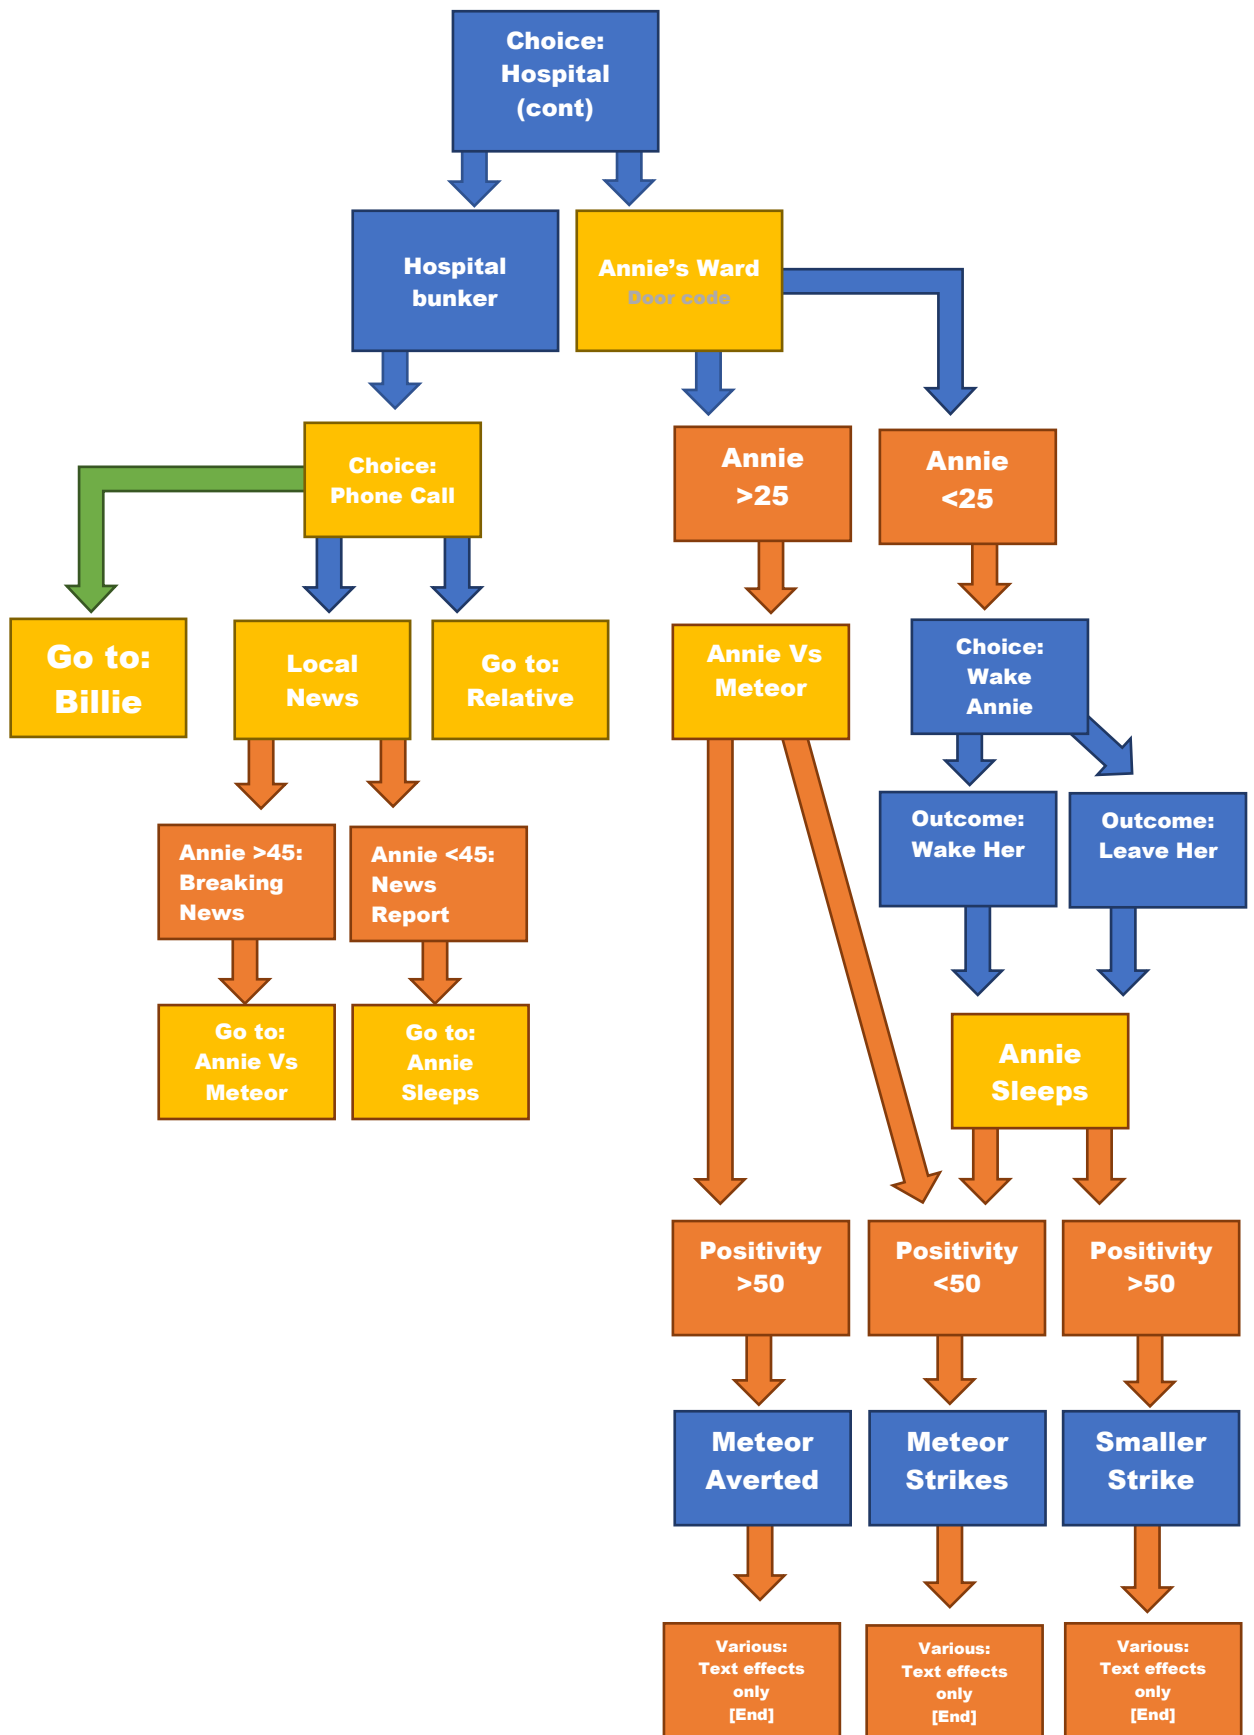 Choice:
Hospital
(cont)
Hospital
bunker
Annie’s Ward
Door code
Choice:
Phone Call
Annie
>25
Annie
<25
Go to:
Billie
Local
News
Go to:
Relative
Annie Vs
Meteor
Choice:
Wake
Annie
Outcome:
Wake Her
Outcome:
Leave Her
Annie >45:
Breaking
News
Annie <45:
News
Report
Go to:
Annie Vs
Meteor
Go to:
Annie
Sleeps
Annie
Sleeps
Positivity
>50
Positivity
<50
Positivity
>50
Meteor
Averted
Meteor
Strikes
Smaller
Strike
Various:
Text effects
only
[End]
Various:
Text effects
only
[End]
Various:
Text effects
only
[End]